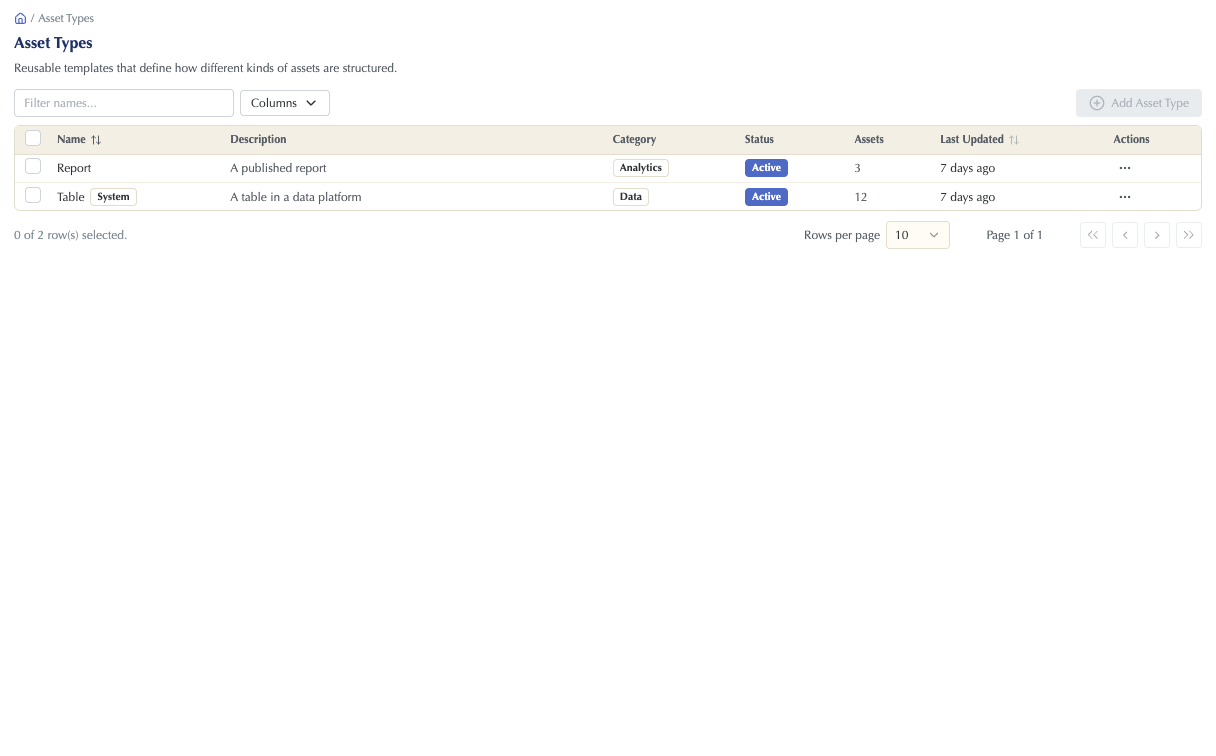 / Asset Types
Asset Types
Reusable templates that define how different kinds of assets are structured.
Filter names... Columns Add Asset Type
Name Description Category Status Assets Last Updated Actions
Report A published report Analytics Active 3 7 days ago ...
Table System A table in a data platform Data Active 12 7 days ago ...
0 of 2 row(s) selected. Rows per page 10 Page 1 of 1